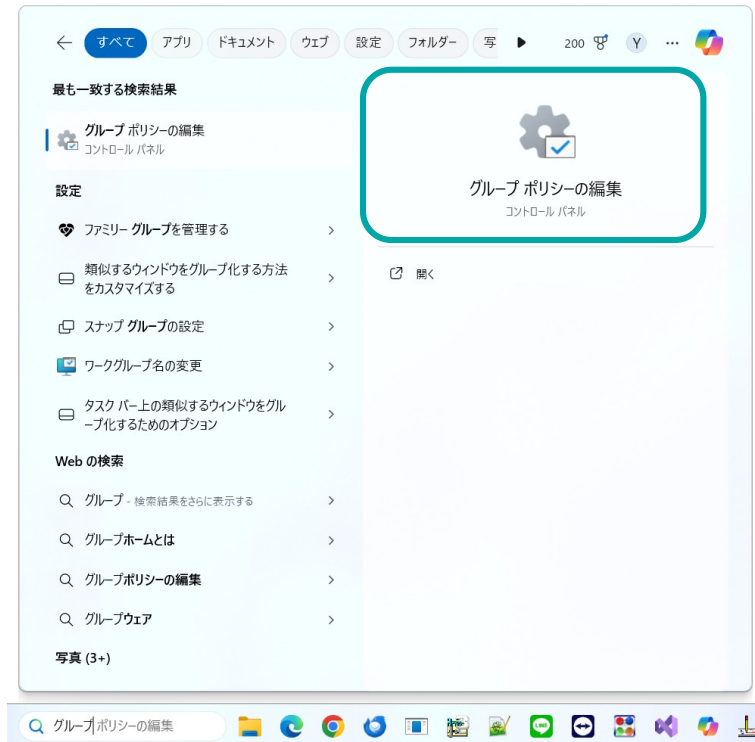 すべて アプリ ドキュメント ウェブ 設定 フォルダー 写 200 Y ...
最も一致する検索結果
グループ ポリシーの編集
コントロール パネル
設定
ファミリー グループを管理する
類似するウィンドウをグループ化する方法
をカスタマイズする
スナップ グループの設定
ワークグループ名の変更
タスク バー上の類似するウィンドウをグル
ープ化するためのオプション
Web の検索
グループ - 検索結果をさらに表示する
グループホームとは
グループポリシーの編集
グループウェア
写真 (3+)
グループ ポリシーの編集
コントロール パネル
開く
グループポリシーの編集
LINE